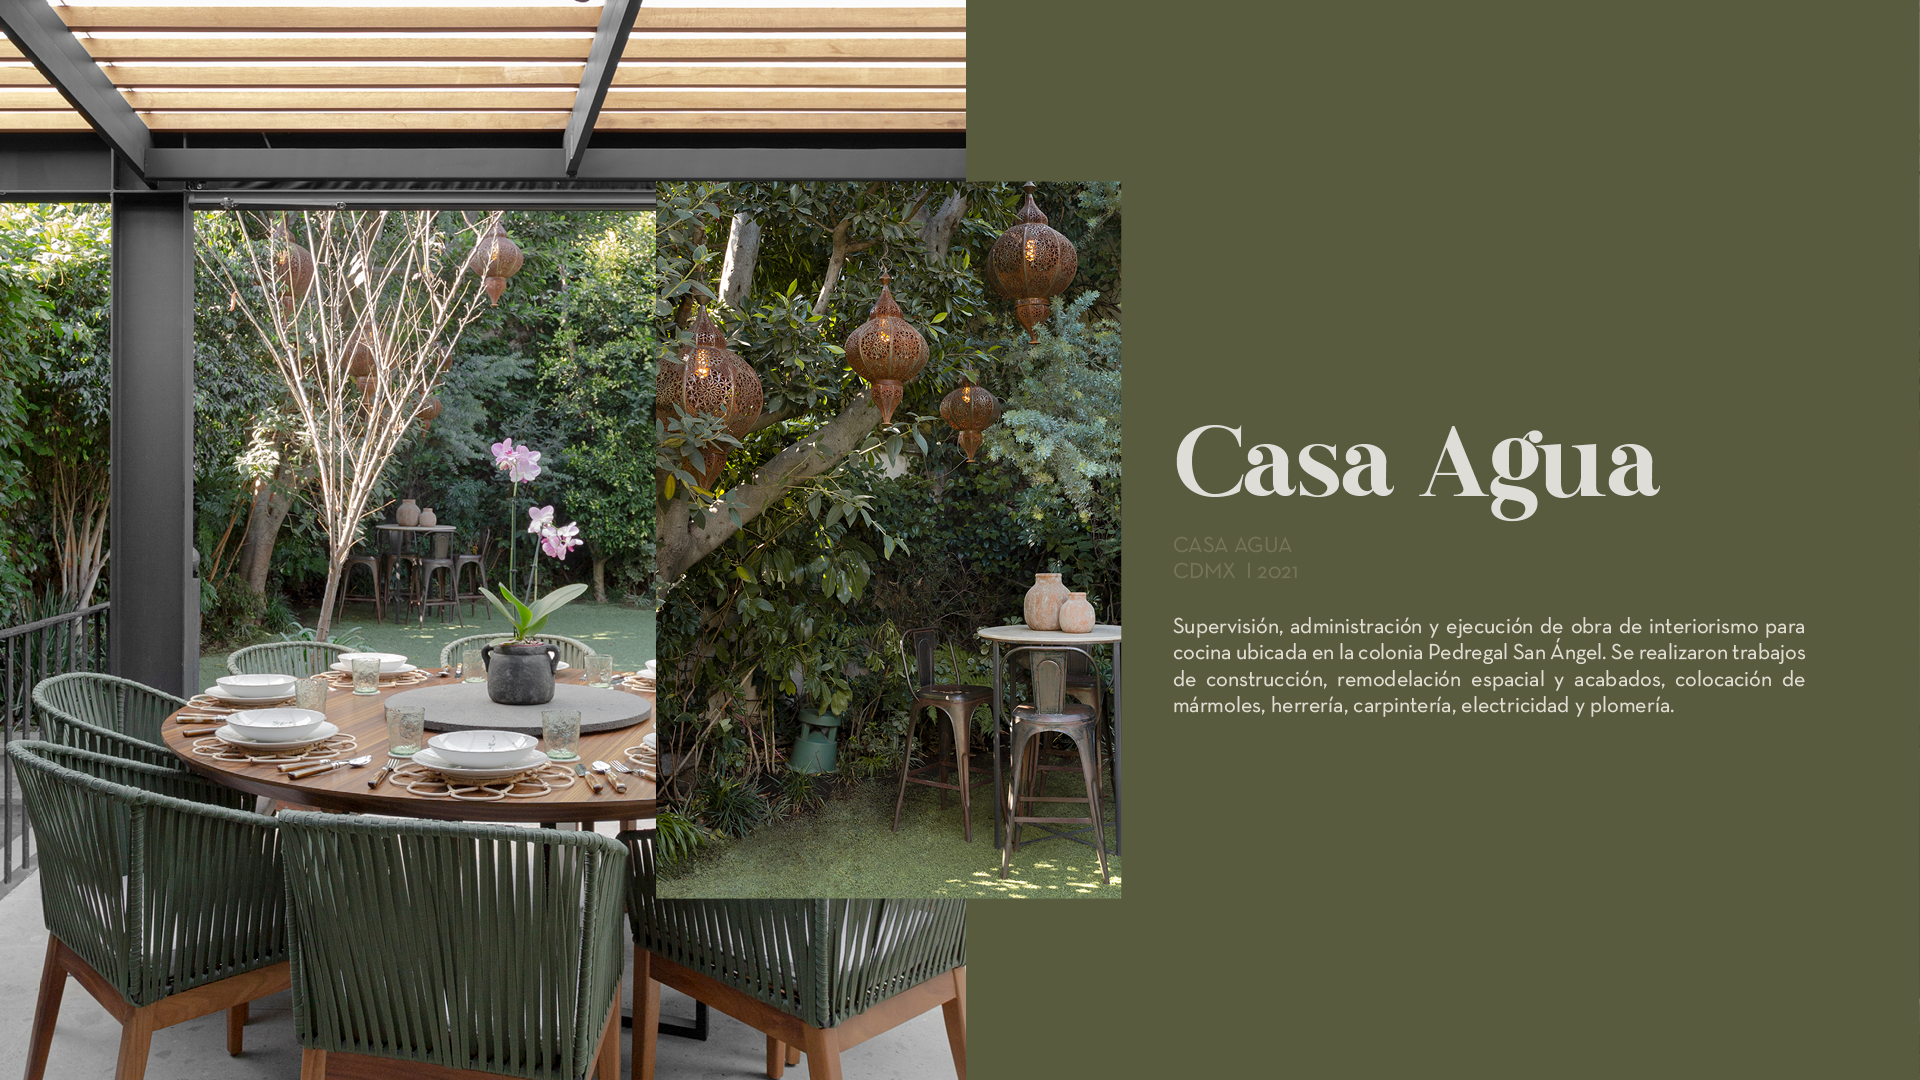 Casa Agua
CASA AGUA
CDMX | 2021
Supervisión, administración y ejecución de obra de interiorismo para
cocina ubicada en la colonia Pedregal San Ángel. Se realizaron trabajos
de construcción, remodelación espacial y acabados, colocación de
mármoles, herrería, carpintería, electricidad y plomería.